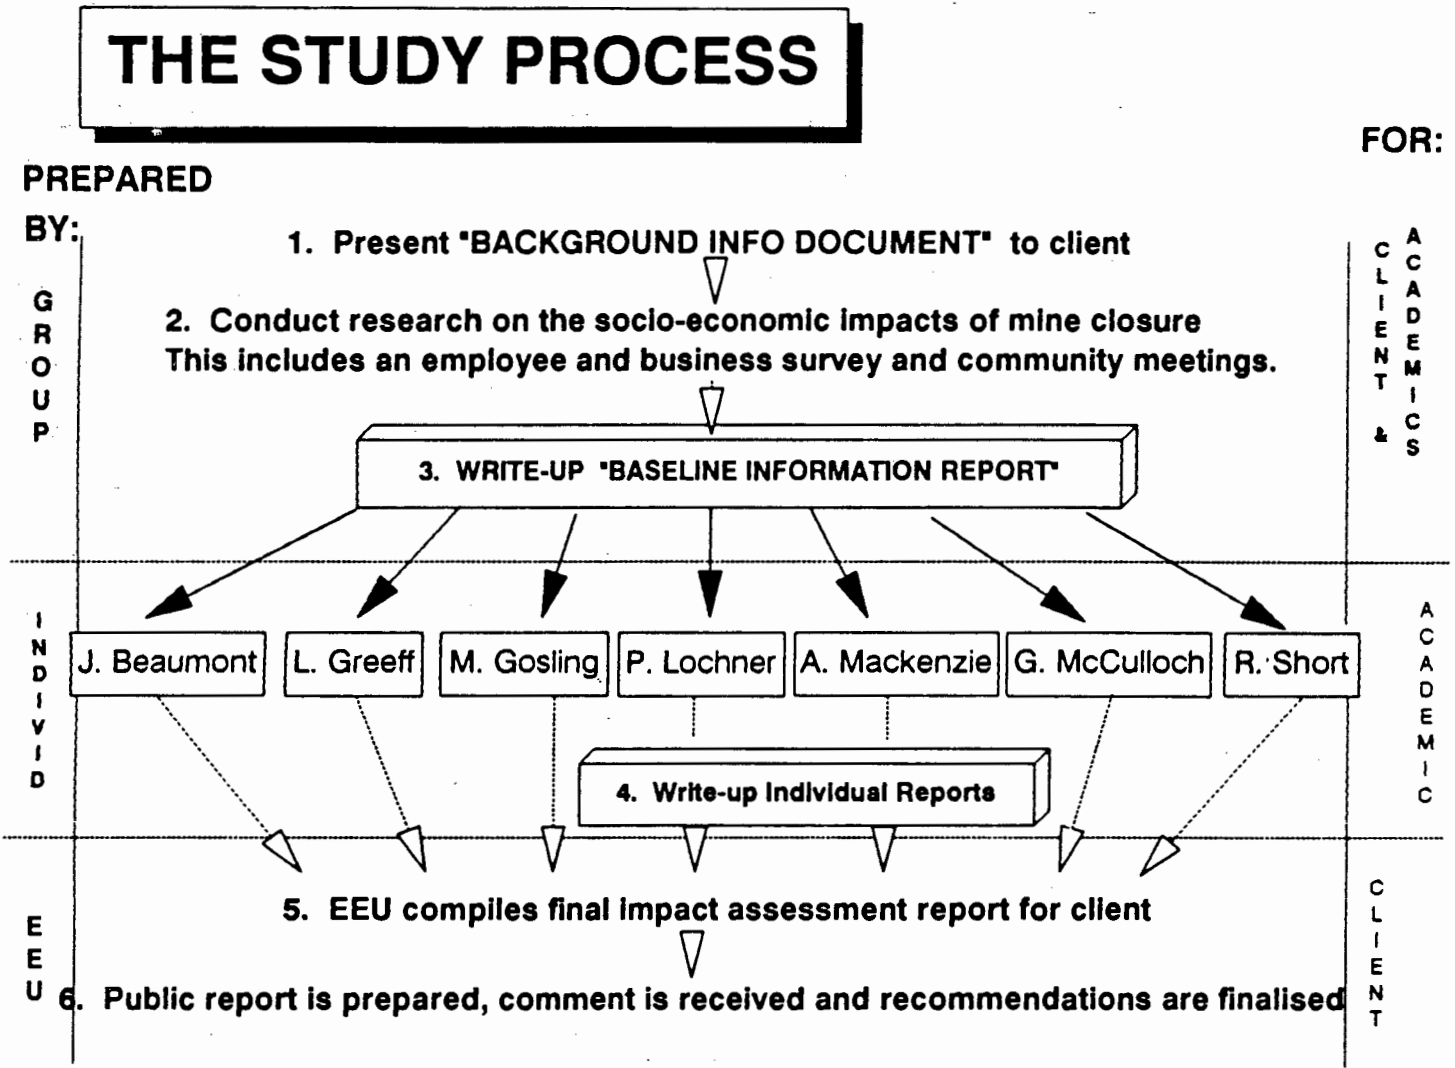 THE STUDY PROCESS
FOR:
PREPARED
BY:
1. Present "BACKGROUND INFO DOCUMENT" to client
GROUP
CLIENT &
ACADEMICS
2. Conduct research on the socio-economic impacts of mine closure
This includes an employee and business survey and community meetings.
3. WRITE-UP "BASELINE INFORMATION REPORT"
INDIVID
ACADEMIC
J. Beaumont
L. Greeff
M. Gosling
P. Lochner
A. Mackenzie
G. McCulloch
R. Short
4. Write-up Individual Reports
EEU
CLIENT
5. EEU compiles final impact assessment report for client
6. Public report is prepared, comment is received and recommendations are finalised